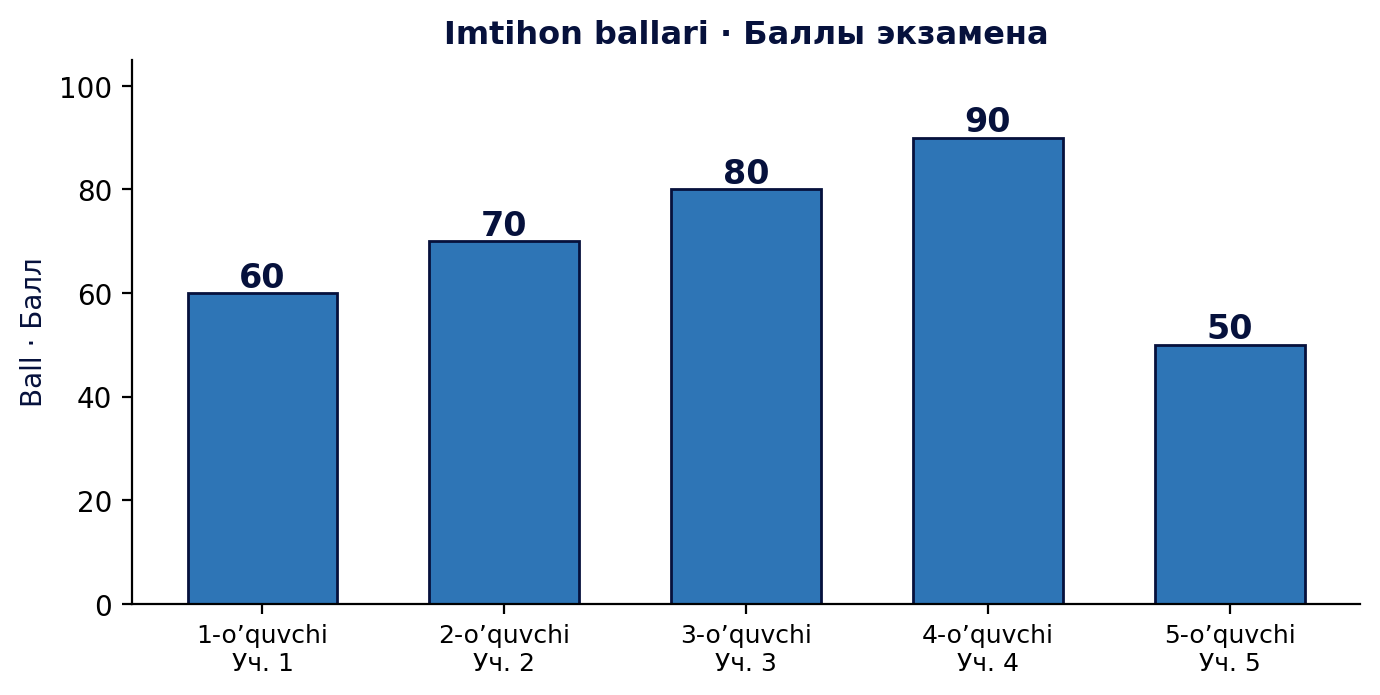 Imtihon ballari · Баллы экзамена
Ball · Балл
100
80
60
40
20
0
60
70
80
90
50
1-o’quvchi
Уч. 1
2-o’quvchi
Уч. 2
3-o’quvchi
Уч. 3
4-o’quvchi
Уч. 4
5-o’quvchi
Уч. 5